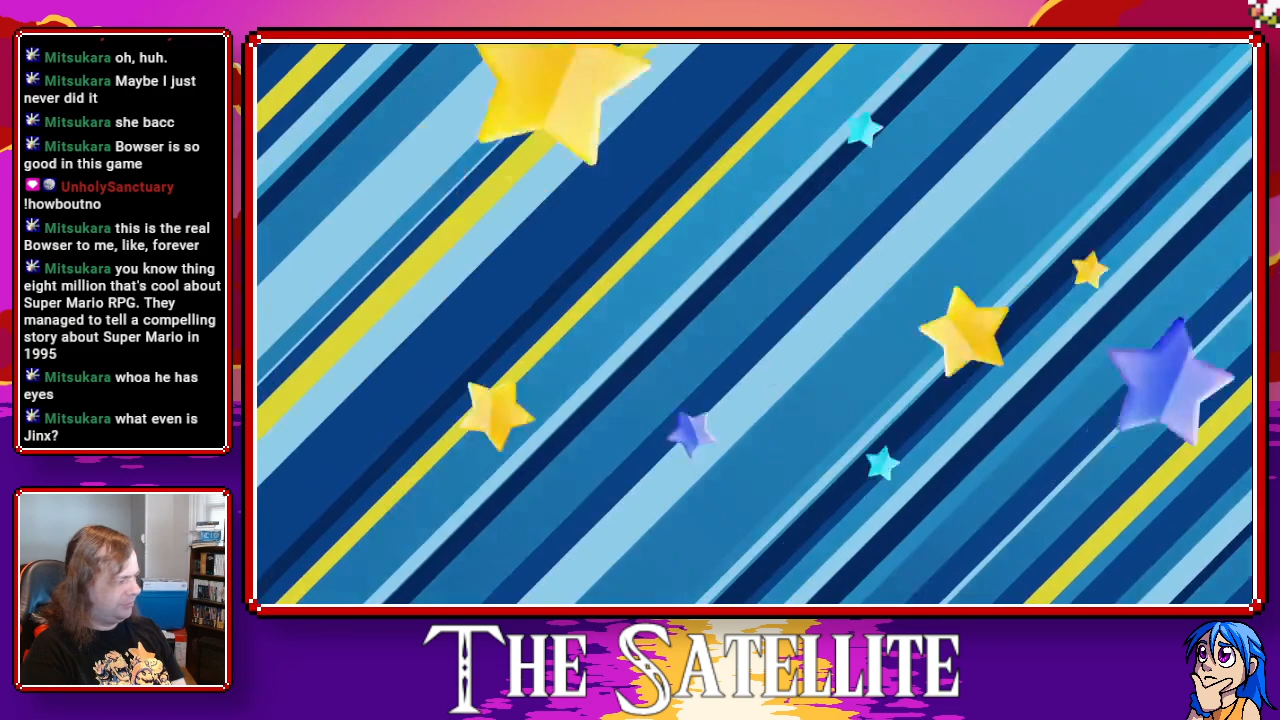 Mitsukara oh, huh.
Mitsukara Maybe I just
never did it
Mitsukara she bacc
Mitsukara Bowser is so
good in this game
UnholySanctuary
!howboutno
Mitsukara this is the real
Bowser to me, like, forever
Mitsukara you know thing
eight million that's cool about
Super Mario RPG. They
managed to tell a compelling
story about Super Mario in
1995
Mitsukara whoa he has
eyes
Mitsukara what even is
Jinx?
THE SATELLITE